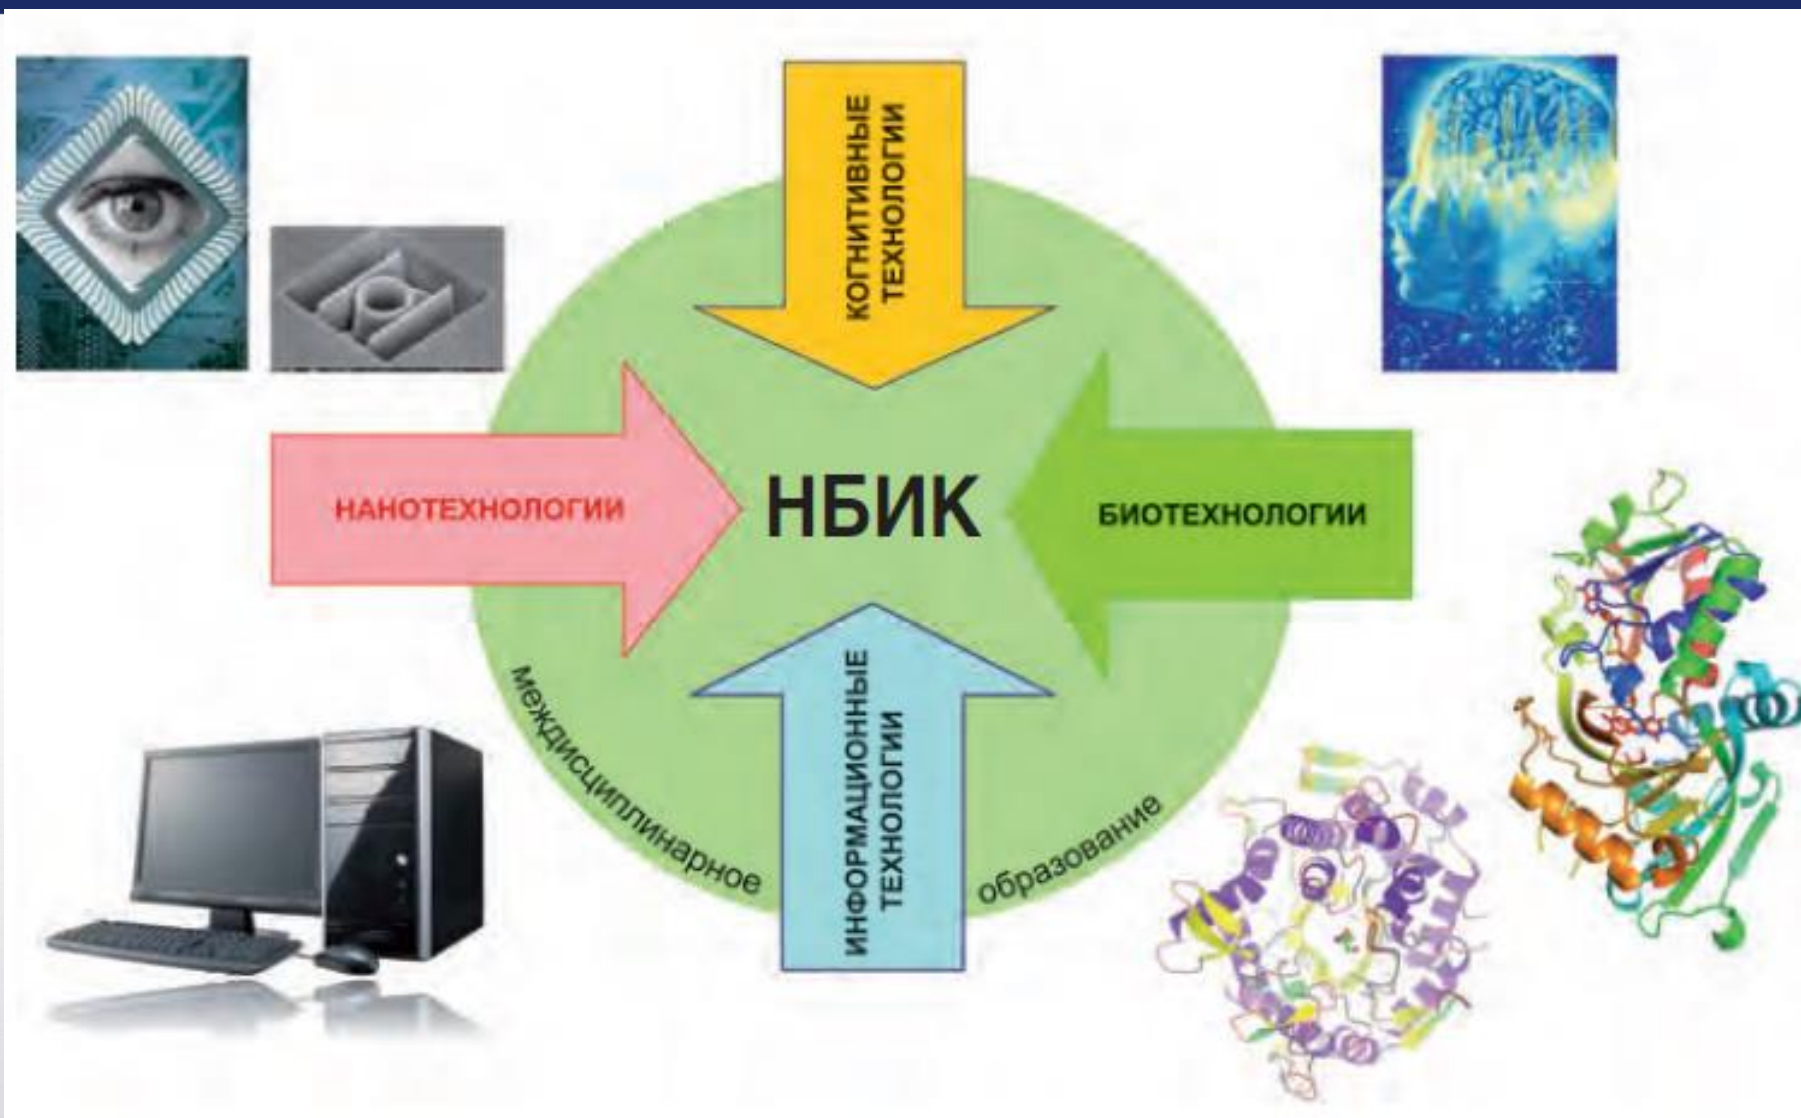 КОГНИТИВНЫЕ
ТЕХНОЛОГИИ
НАНОТЕХНОЛОГИИ
НБИК
БИОТЕХНОЛОГИИ
ИНФОРМАЦИОННЫЕ
ТЕХНОЛОГИИ
междисциплинарное
образование